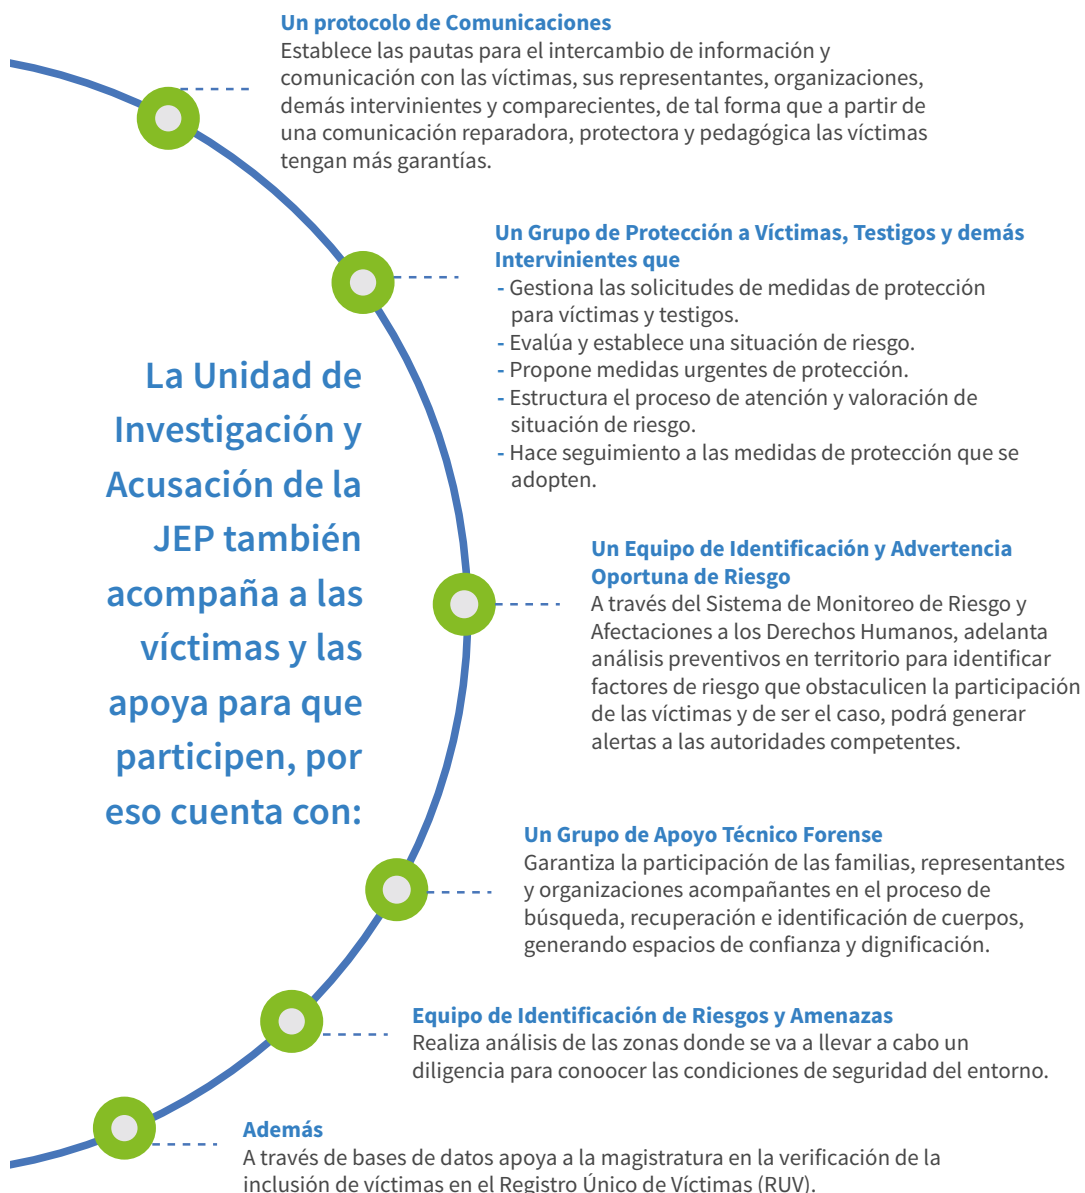 Un protocolo de Comunicaciones
Establece las pautas para el intercambio de información y
comunicación con las víctimas, sus representantes, organizaciones,
demás intervinientes y comparecientes, de tal forma que a partir de
una comunicación reparadora, protectora y pedagógica las víctimas
tengan más garantías.
Un Grupo de Protección a Víctimas, Testigos y demás
Intervinientes que
- Gestiona las solicitudes de medidas de protección
para víctimas y testigos.
- Evalúa y establece una situación de riesgo.
- Propone medidas urgentes de protección.
- Estructura el proceso de atención y valoración de
situación de riesgo.
- Hace seguimiento a las medidas de protección que se
adopten.
La Unidad de
Investigación y
Acusación de la
JEP también
acompaña a las
víctimas y las
apoya para que
participen, por
eso cuenta con:
Un Equipo de Identificación y Advertencia
Oportuna de Riesgo
A través del Sistema de Monitoreo de Riesgo y
Afectaciones a los Derechos Humanos, adelanta
análisis preventivos en territorio para identificar
factores de riesgo que obstaculicen la participación
de las víctimas y de ser el caso, podrá generar
alertas a las autoridades competentes.
Un Grupo de Apoyo Técnico Forense
Garantiza la participación de las familias, representantes
y organizaciones acompañantes en el proceso de
búsqueda, recuperación e identificación de cuerpos,
generando espacios de confianza y dignificación.
Equipo de Identificación de Riesgos y Amenazas
Realiza análisis de las zonas donde se va a llevar a cabo un
diligencia para conoocer las condiciones de seguridad del entorno.
Además
A través de bases de datos apoya a la magistratura en la verificación de la
inclusión de víctimas en el Registro Único de Víctimas (RUV).